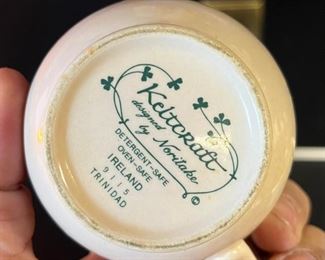 Keltcraft
designed
by Noritake
©
DETERGENT-SAFE
OVEN-SAFE
IRELAND
9115
TRINIDAD